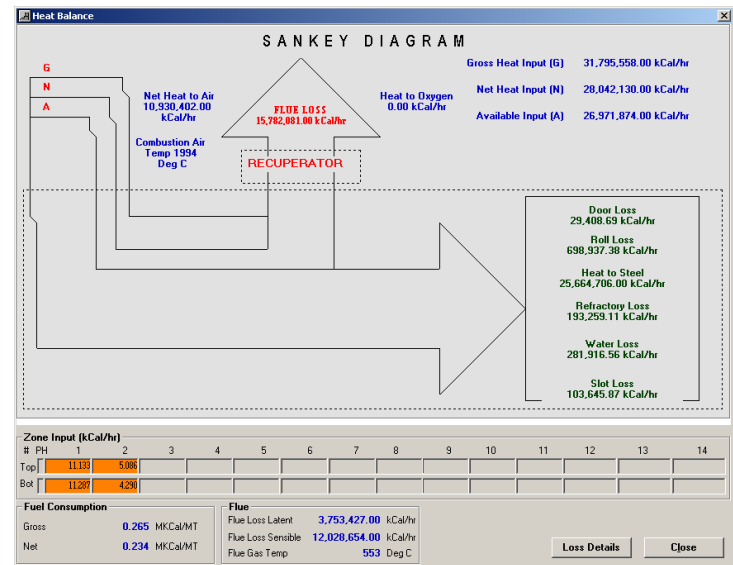 Heat Balance
SANKEY DIAGRAM
Gross Heat Input (G) 31,795,558.00 kCal/hr
Net Heat Input (N) 28,042,130.00 kCal/hr
Available Input (A) 26,971,874.00 kCal/hr
G
N
A
Net Heat to Air
10,930,402.00
kCal/hr
Combustion Air
Temp 1994
Deg C
FLUE LOSS
15,782,081.00 kCal/hr
Heat to Oxygen
0.00 kCal/hr
RECUPERATOR
Door Loss
29,408.69 kCal/hr
Roll Loss
698,937.38 kCal/hr
Heat to Steel
25,664,706.00 kCal/hr
Refractory Loss
193,259.11 kCal/hr
Water Loss
281,916.56 kCal/hr
Slot Loss
103,645.87 kCal/hr
Zone Input (kCal/hr)
# PH 1 2 3 4 5 6 7 8 9 10 11 12 13 14
Top 11.133 5.086
Bot 11.287 4.290
Fuel Consumption
Gross 0.265 MKCal/MT
Net 0.234 MKCal/MT
Flue
Flue Loss Latent 3,753,427.00 kCal/hr
Flue Loss Sensible 12,028,654.00 kCal/hr
Flue Gas Temp 553 Deg C
Loss Details
Close